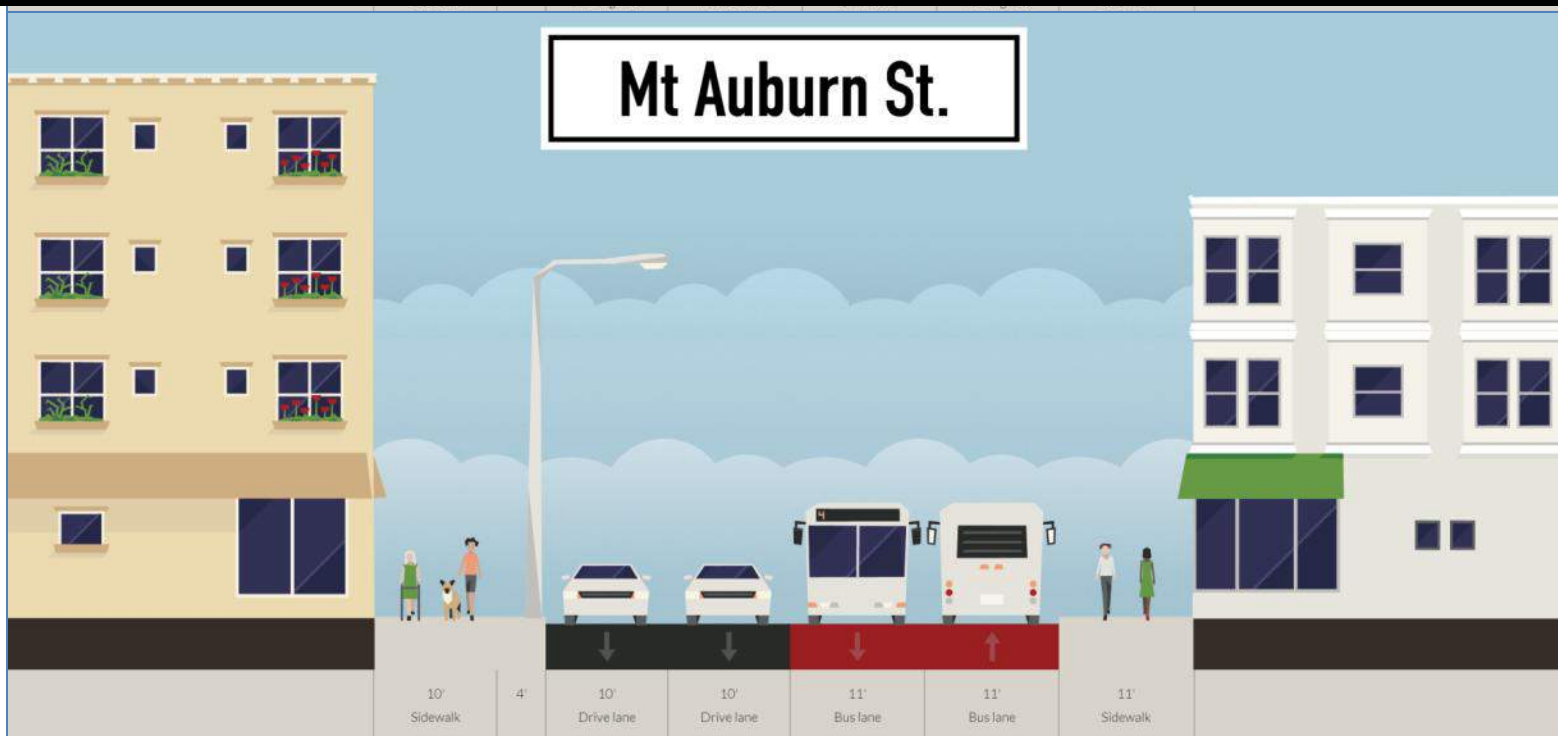 Mt Auburn St.
4
10' 4' 10' 10' 11' 11' 11'
Sidewalk Drive lane Drive lane Bus lane Bus lane Sidewalk